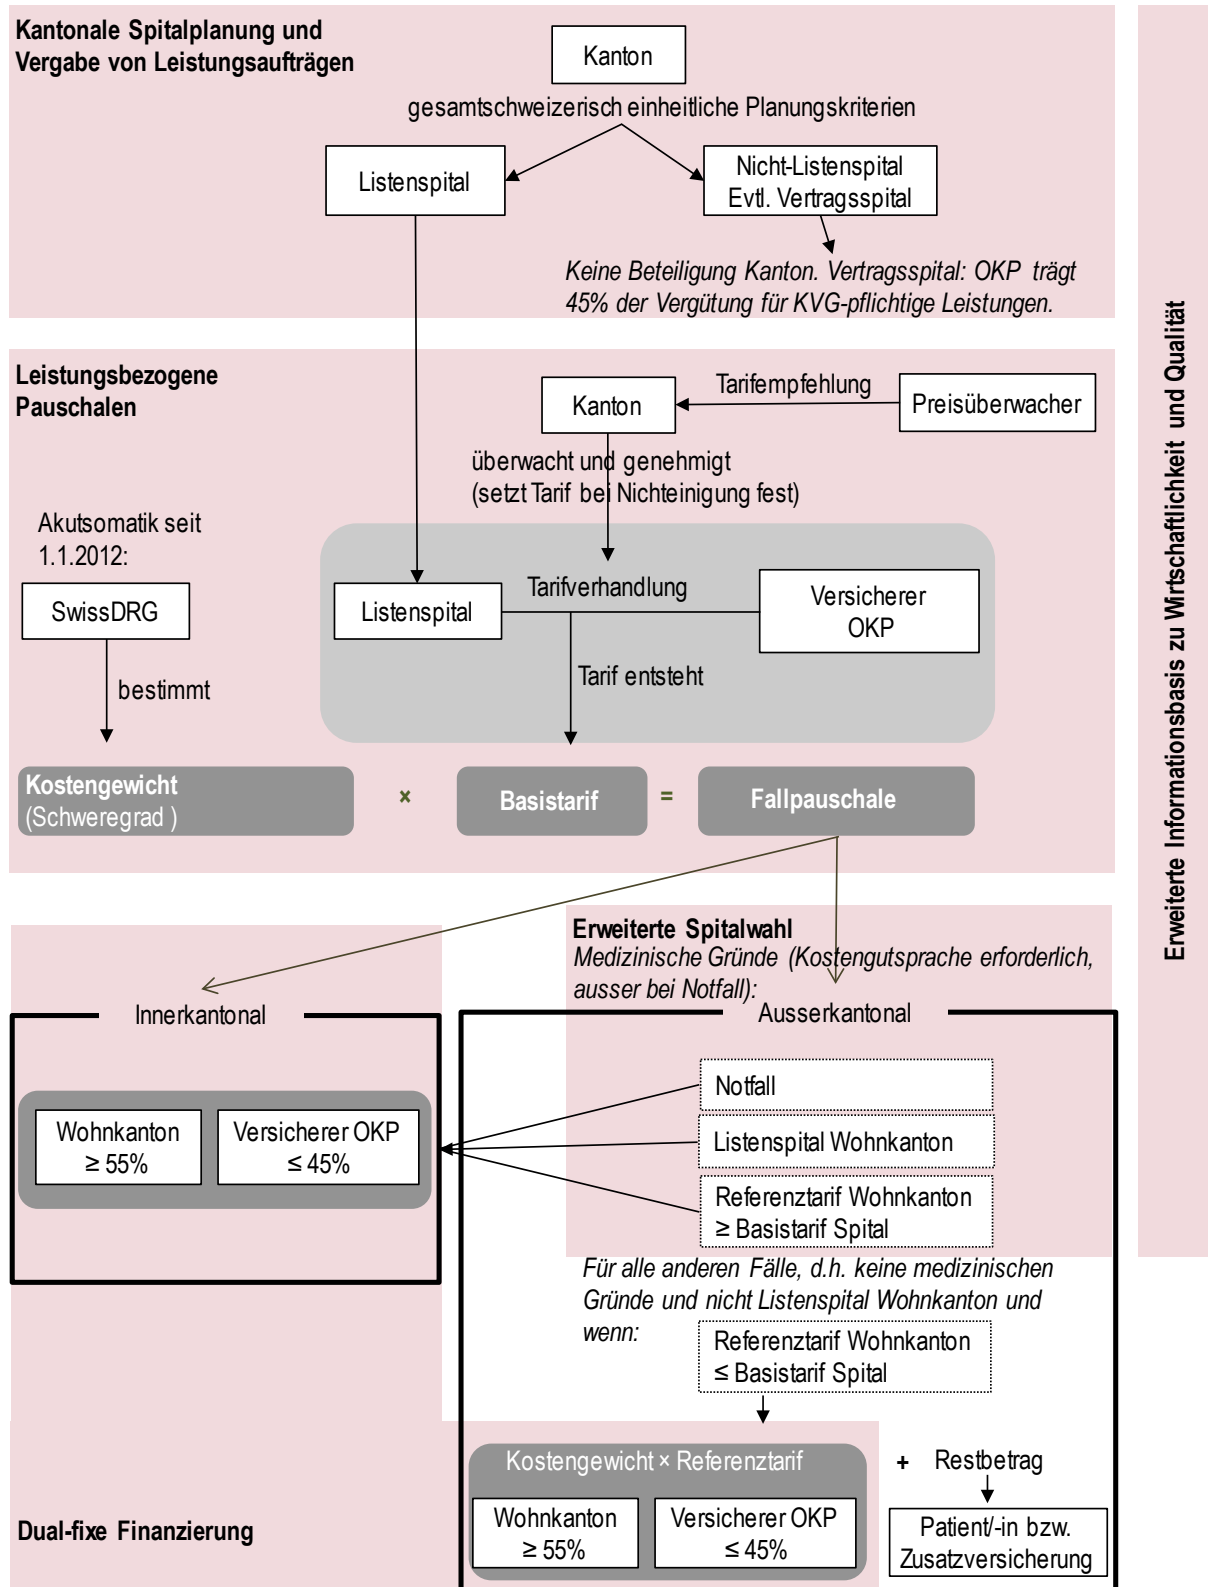 Kantonale Spitalplanung und
Vergabe von Leistungsaufträgen
Kanton
gesamtschweizerisch einheitliche Planungskriterien
Listenspital
Nicht-Listenspital
Evtl. Vertragsspital
Keine Beteiligung Kanton. Vertragsspital: OKP trägt
45% der Vergütung für KVG-pflichtige Leistungen.
Leistungsbezogene
Pauschalen
Kanton
Tarifempfehlung
Preisüberwacher
überwacht und genehmigt
(setzt Tarif bei Nichteinigung fest)
Akutsomatik seit
1.1.2012:
SwissDRG
bestimmt
Listenspital
Tarifverhandlung
Versicherer
OKP
Tarif entsteht
Kostengewicht
(Schweregrad )
×
Basistarif
=
Fallpauschale
Erweiterte Spitalwahl
Medizinische Gründe (Kostengutsprache erforderlich,
ausser bei Notfall):
Innerkantonal
Wohnkanton
≥ 55%
Versicherer OKP
≤ 45%
Ausserkantonal
Notfall
Listenspital Wohnkanton
Referenztarif Wohnkanton
≥ Basistarif Spital
Für alle anderen Fälle, d.h. keine medizinischen
Gründe und nicht Listenspital Wohnkanton und
wenn:
Referenztarif Wohnkanton
≤ Basistarif Spital
Dual-fixe Finanzierung
Kostengewicht × Referenztarif
Wohnkanton
≥ 55%
Versicherer OKP
≤ 45%
+ Restbetrag
Patient/-in bzw.
Zusatzversicherung
Erweiterte Informationsbasis zu Wirtschaftlichkeit und Qualität